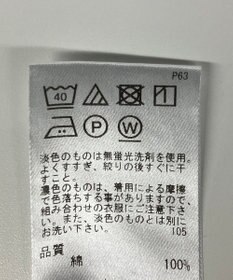 P63
40
P
W
淡色のものは無蛍光洗剤を使用。
よくすすぎ、絞り後をすぐに干す
こと。
濃色のものは、着用による摩擦
で色落ちする事がありますので、
組み合わせの衣服にご注意下さ
い。また、淡色のものとは別に
お洗い下さい。 105
品質
綿 100%